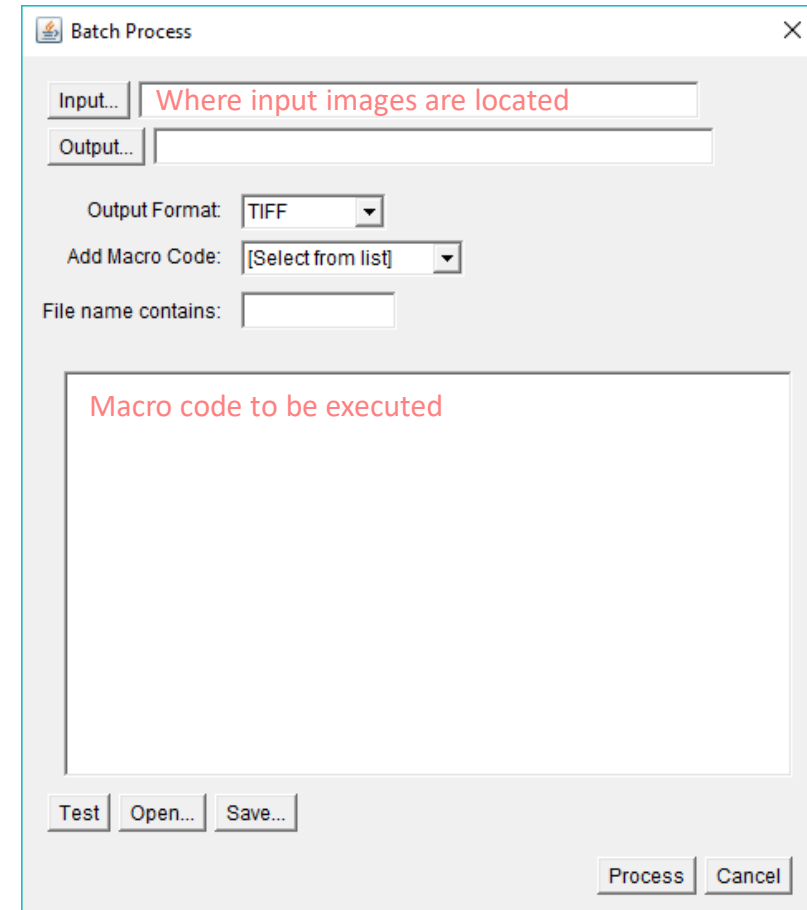 Batch Process
Input... Where input images are located
Output...
Output Format: TIFF
Add Macro Code: [Select from list]
File name contains:
Macro code to be executed
Test Open... Save...
Process Cancel